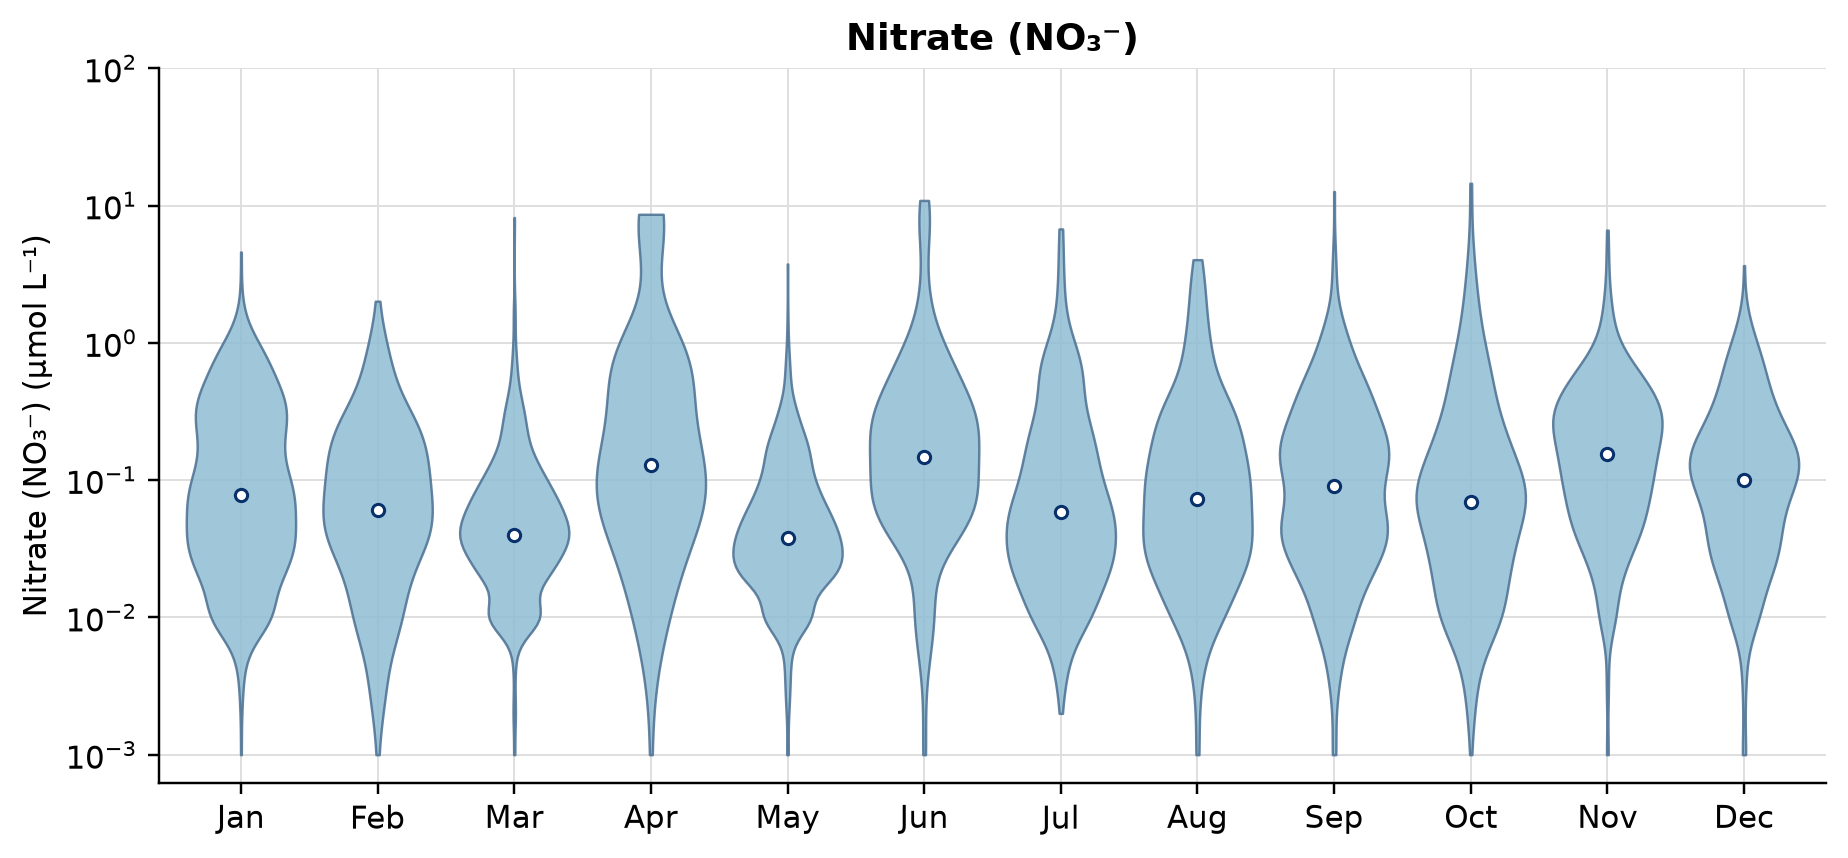 Nitrate (NO₃⁻)
Nitrate (NO₃⁻) (µmol L⁻¹)
10²
10¹
10⁰
10⁻¹
10⁻²
10⁻³
Jan Feb Mar Apr May Jun Jul Aug Sep Oct Nov Dec